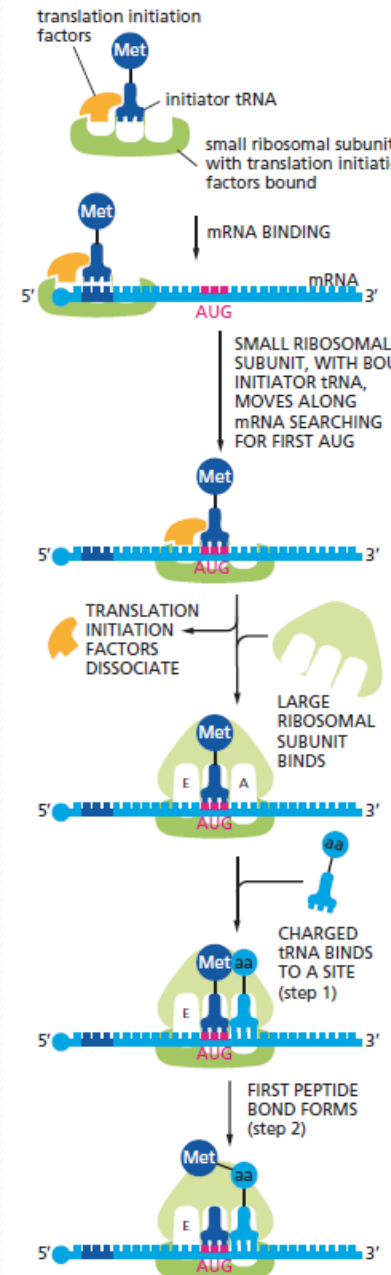 translation initiation
factors
Met
initiator tRNA
small ribosomal subunit
with translation initiati
factors bound
Met
mRNA BINDING
mRNA
5′ 3′
AUG
SMALL RIBOSOMAL
SUBUNIT, WITH BOU
INITIATOR tRNA,
MOVES ALONG
mRNA SEARCHING
FOR FIRST AUG
Met
5′ 3′
AUG
TRANSLATION
INITIATION
FACTORS
DISSOCIATE
LARGE
RIBOSOMAL
SUBUNIT
BINDS
Met
E A
5′ 3′
AUG
aa
CHARGED
tRNA BINDS
TO A SITE
(step 1)
Met aa
E
5′ 3′
AUG
FIRST PEPTIDE
BOND FORMS
(step 2)
Met
aa
E
5′ 3′
AUG